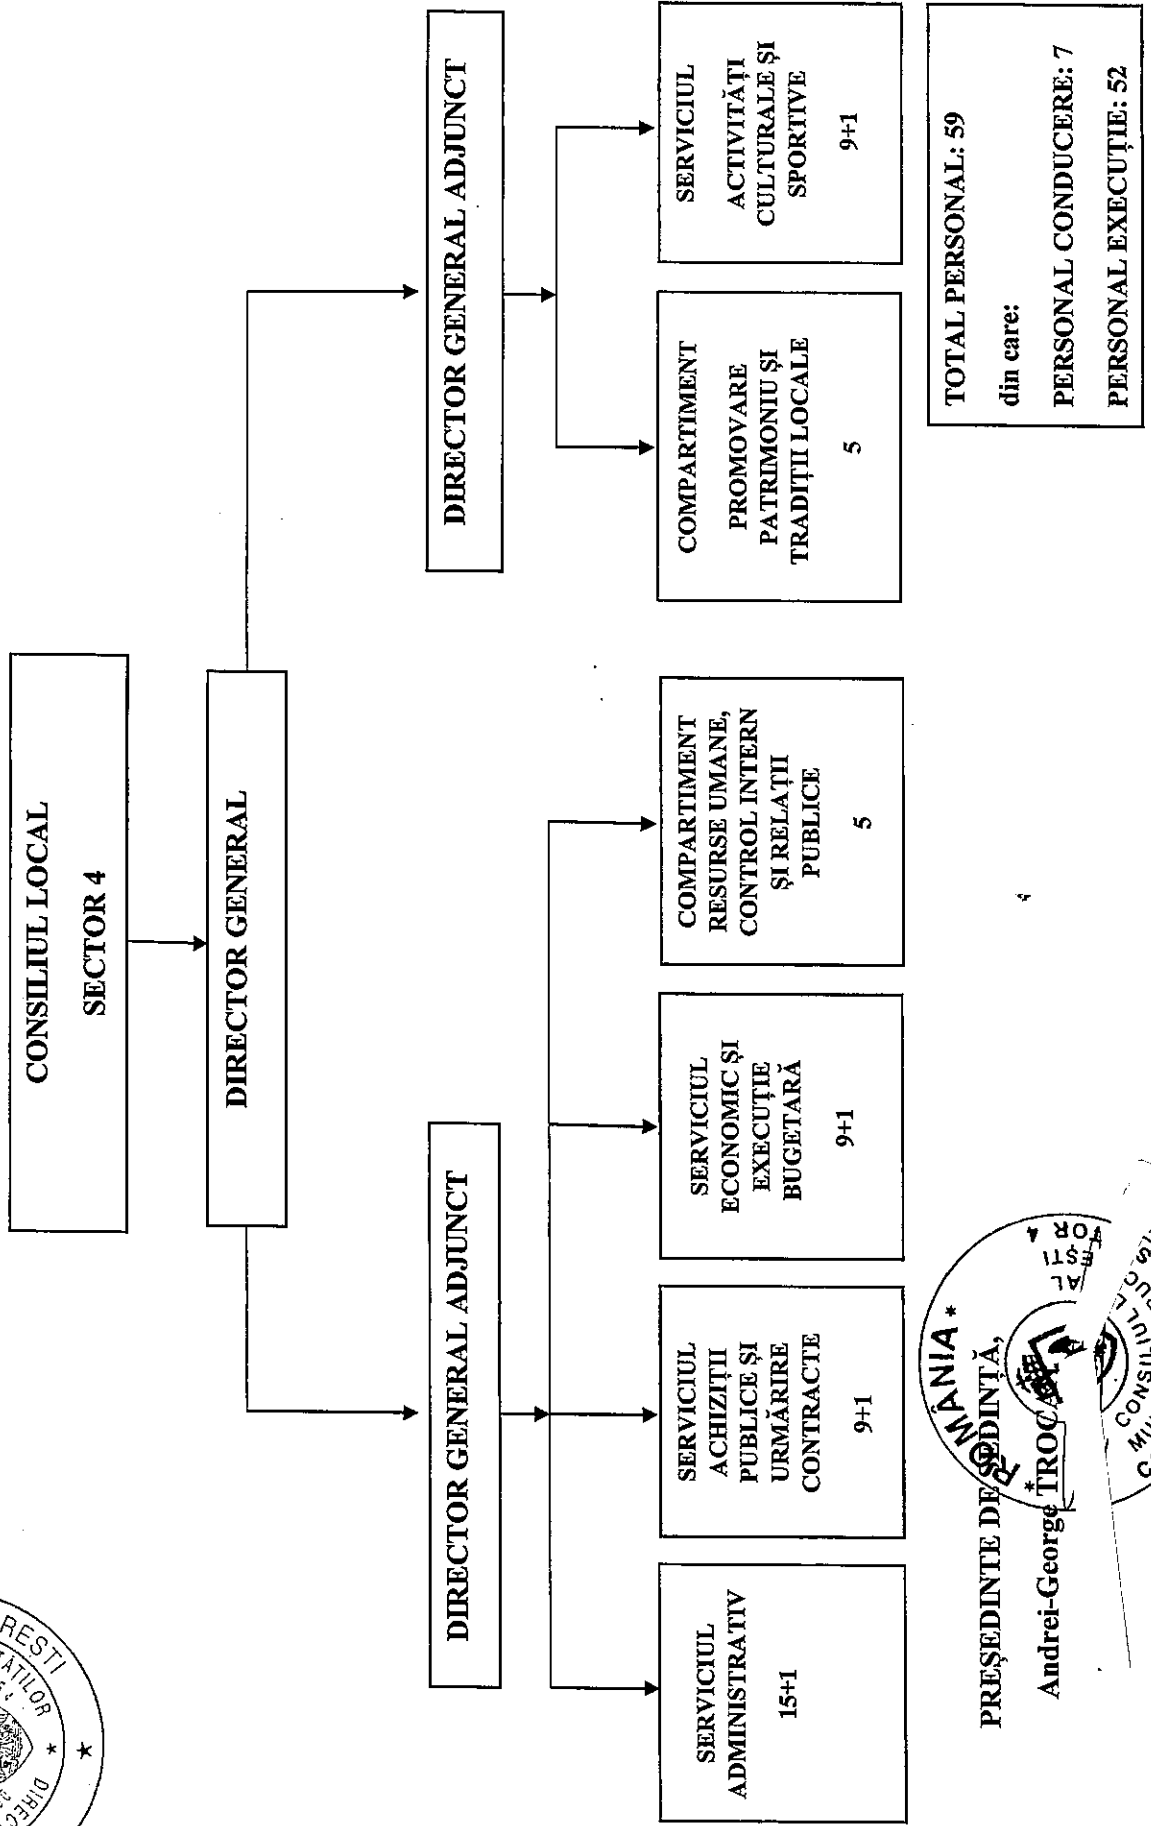 CONSILIUL LOCAL
SECTOR 4
DIRECTOR GENERAL
DIRECTOR GENERAL ADJUNCT
DIRECTOR GENERAL ADJUNCT
SERVICIUL
ADMINISTRATIV
15+1
SERVICIUL
ACHIZIȚII
PUBLICE ȘI
URMĂRIRE
CONTRACTE
9+1
SERVICIUL
ECONOMIC ȘI
EXECUȚIE
BUGETARĂ
9+1
COMPARTIMENT
RESURSE UMANE,
CONTROL INTERN
ȘI RELAȚII
PUBLICE
5
COMPARTIMENT
PROMOVARE
PATRIMONIU ȘI
TRADIȚII LOCALE
5
SERVICIUL
ACTIVITĂȚI
CULTURALE ȘI
SPORTIVE
9+1
TOTAL PERSONAL: 59
din care:
PERSONAL CONDUCERE: 7
PERSONAL EXECUȚIE: 52
PREȘEDINTE DE ȘEDINȚĂ,
Andrei-George
ROMÂNIA